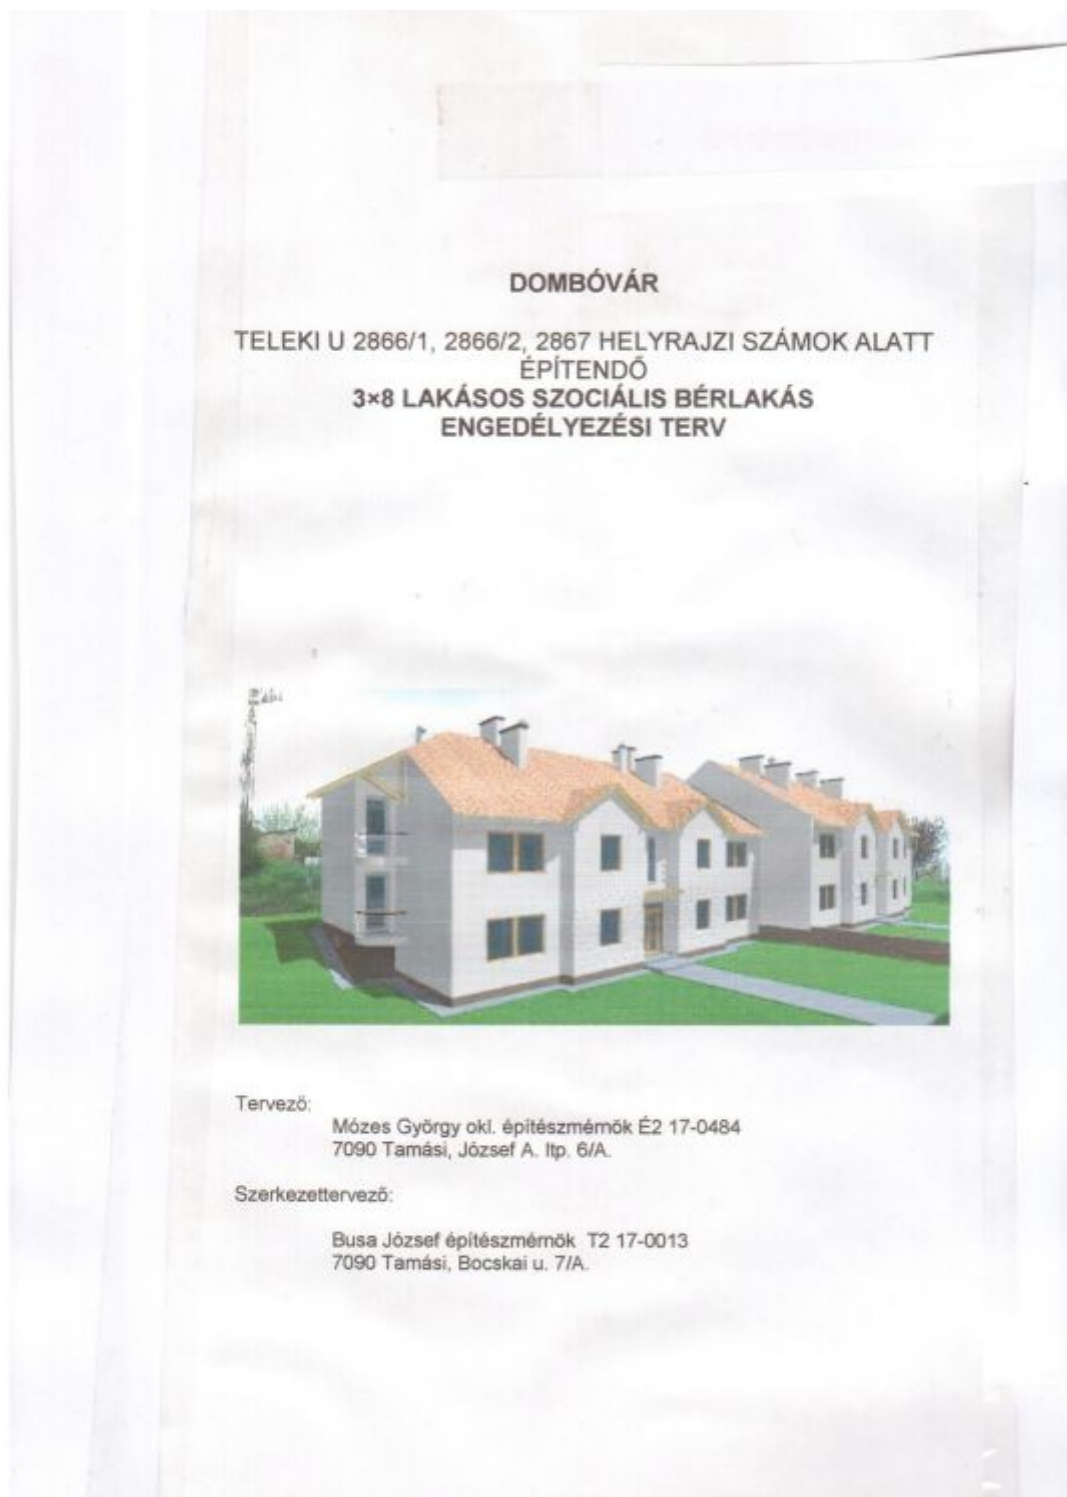 DOMBÓVÁR
TELEKI U 2866/1, 2866/2, 2867 HELYRAJZI SZÁMOK ALATT
ÉPÍTENDŐ
3×8 LAKÁSOS SZOCIÁLIS BÉRLAKÁS
ENGEDÉLYEZÉSI TERV
Tervező:
Mózes György okl. építészmérnök É2 17-0484
7090 Tamási, József A. ltp. 6/A.
Szerkezettervező:
Busa József építészmérnök T2 17-0013
7090 Tamási, Bocskai u. 7/A.